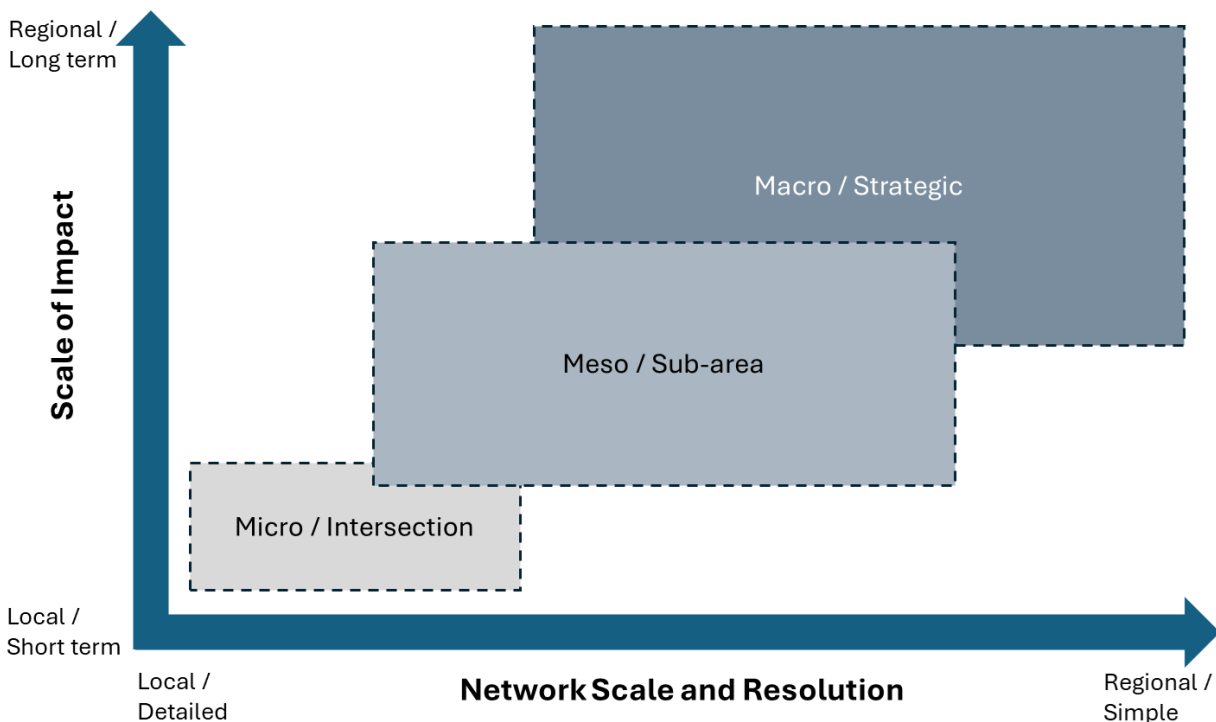 Regional /
Long term
Scale of Impact
Macro / Strategic
Meso / Sub-area
Micro / Intersection
Local /
Short term
Local /
Detailed
Network Scale and Resolution
Regional /
Simple